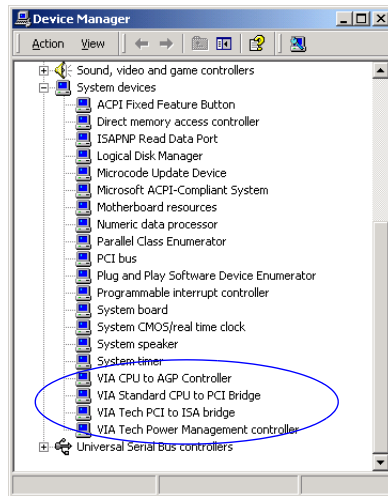 Device Manager
Action View
Sound, video and game controllers
System devices
ACPI Fixed Feature Button
Direct memory access controller
ISAPNP Read Data Port
Logical Disk Manager
Microcode Update Device
Microsoft ACPI-Compliant System
Motherboard resources
Numeric data processor
Parallel Class Enumerator
PCI bus
Plug and Play Software Device Enumerator
Programmable interrupt controller
System board
System CMOS/real time clock
System speaker
System timer
VIA CPU to AGP Controller
VIA Standard CPU to PCI Bridge
VIA Tech PCI to ISA bridge
VIA Tech Power Management controller
Universal Serial Bus controllers